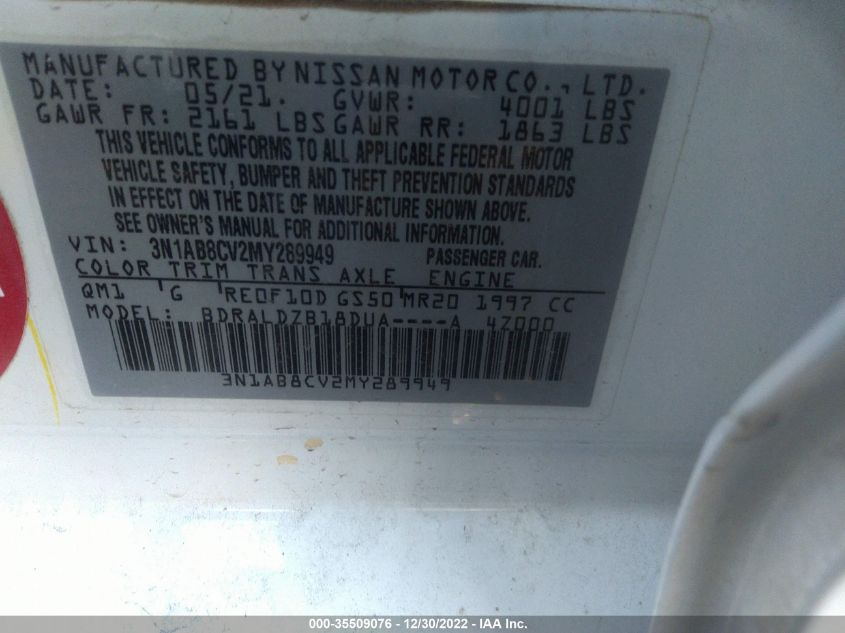 MANUFACTURED BY NISSAN MOTOR CO., LTD.
DATE: 05/21. GVWR: 4001 LBS
GAWR FR: 2161 LBS GAWR RR: 1863 LBS
THIS VEHICLE CONFORMS TO ALL APPLICABLE FEDERAL MOTOR
VEHICLE SAFETY, BUMPER AND THEFT PREVENTION STANDARDS
IN EFFECT ON THE DATE OF MANUFACTURE SHOWN ABOVE.
SEE OWNER'S MANUAL FOR ADDITIONAL INFORMATION.
VIN: 3N1AB8CV2MY289949 PASSENGER CAR.
COLOR TRIM TRANS AXLE ENGINE
QM1 G RE0F10D GS50 MR20 1997 CC
MODEL: BDRALDZB18DUA----A 4Z000
3N1AB8CV2MY289949
000-35509076 - 12/30/2022 - Copyright © 2022, IAA.